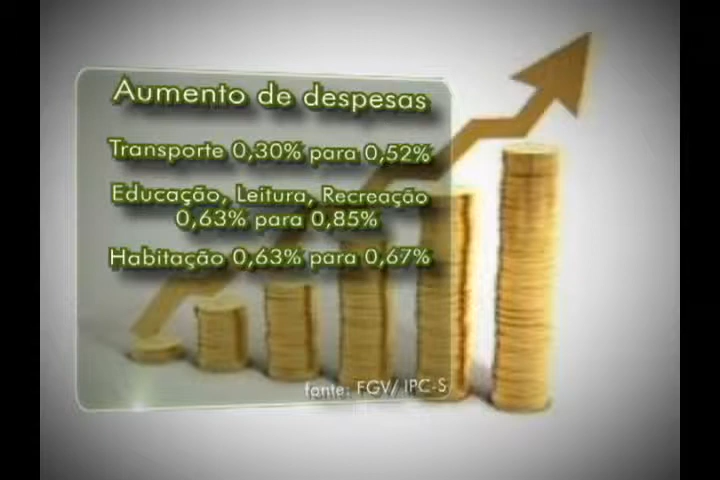 Aumento de despesas
Transporte 0,30% para 0,52%
Educação, Leitura, Recreação
0,63% para 0,85%
Habitação 0,63% para 0,67%
fonte: FGV/ IPC-S